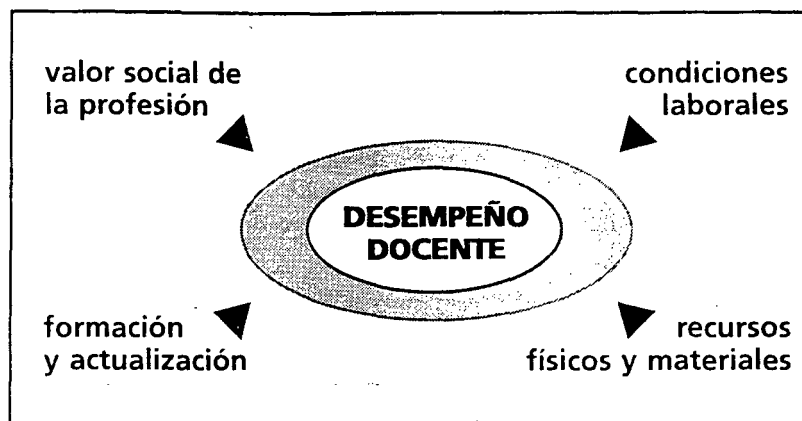 valor social de
la profesión
condiciones
laborales
DESEMPEÑO
DOCENTE
formación
y actualización
recursos
físicos y materiales